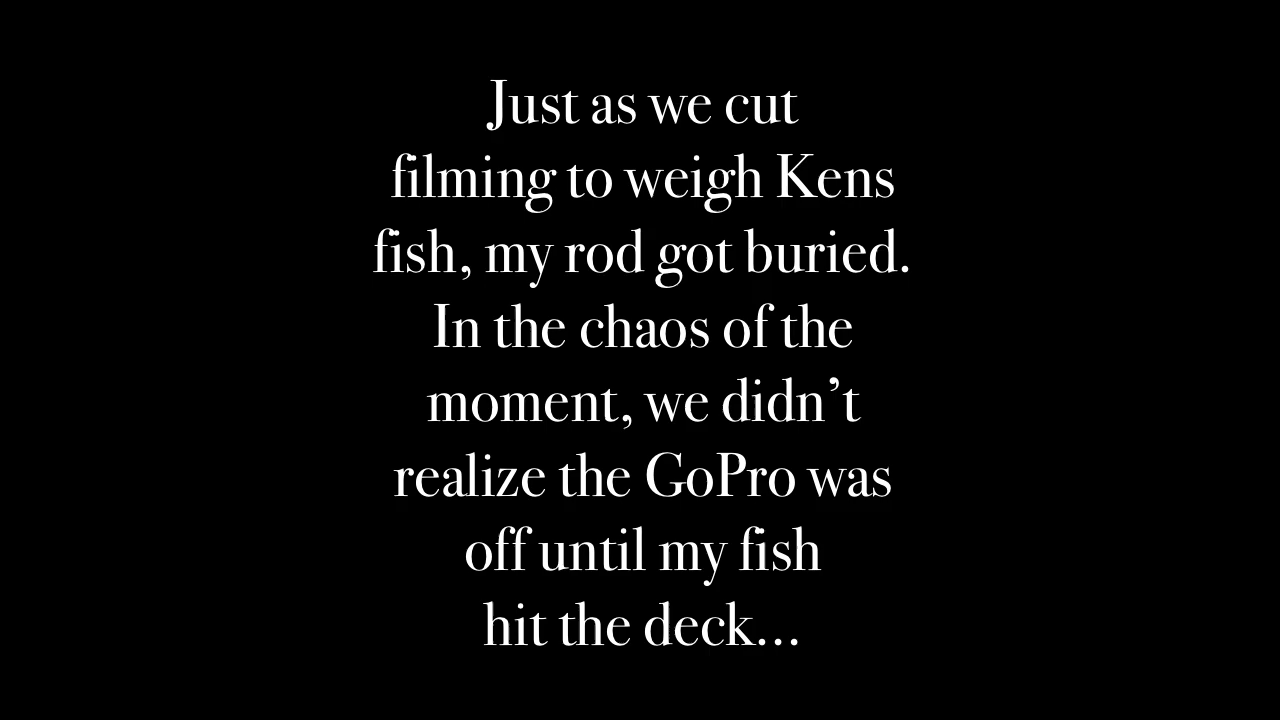 Just as we cut
filming to weigh Kens
fish, my rod got buried.
In the chaos of the
moment, we didn’t
realize the GoPro was
off until my fish
hit the deck...